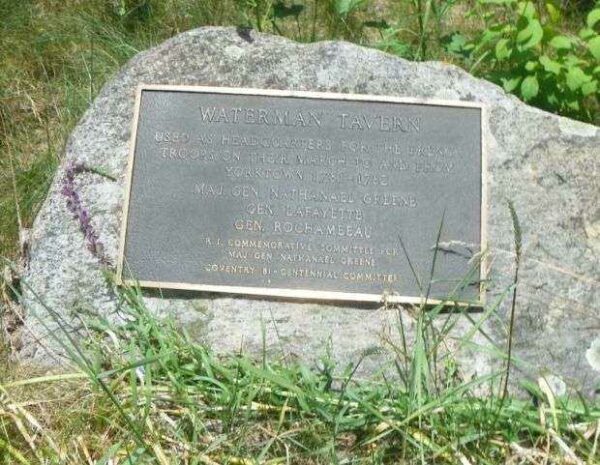 WATERMAN TAVERN
USED AS HEADQUARTERS FOR THE FRENCH
TROOPS ON THEIR MARCH TO AND FROM
YORKTOWN 1781-1782
MAJ. GEN. NATHANAEL GREENE
GEN. LAFAYETTE
GEN. ROCHAMBEAU
R.I. COMMEMORATIVE COMMITTEE FOR
MAJ. GEN. NATHANAEL GREENE
COVENTRY BI-CENTENNIAL COMMITTEE